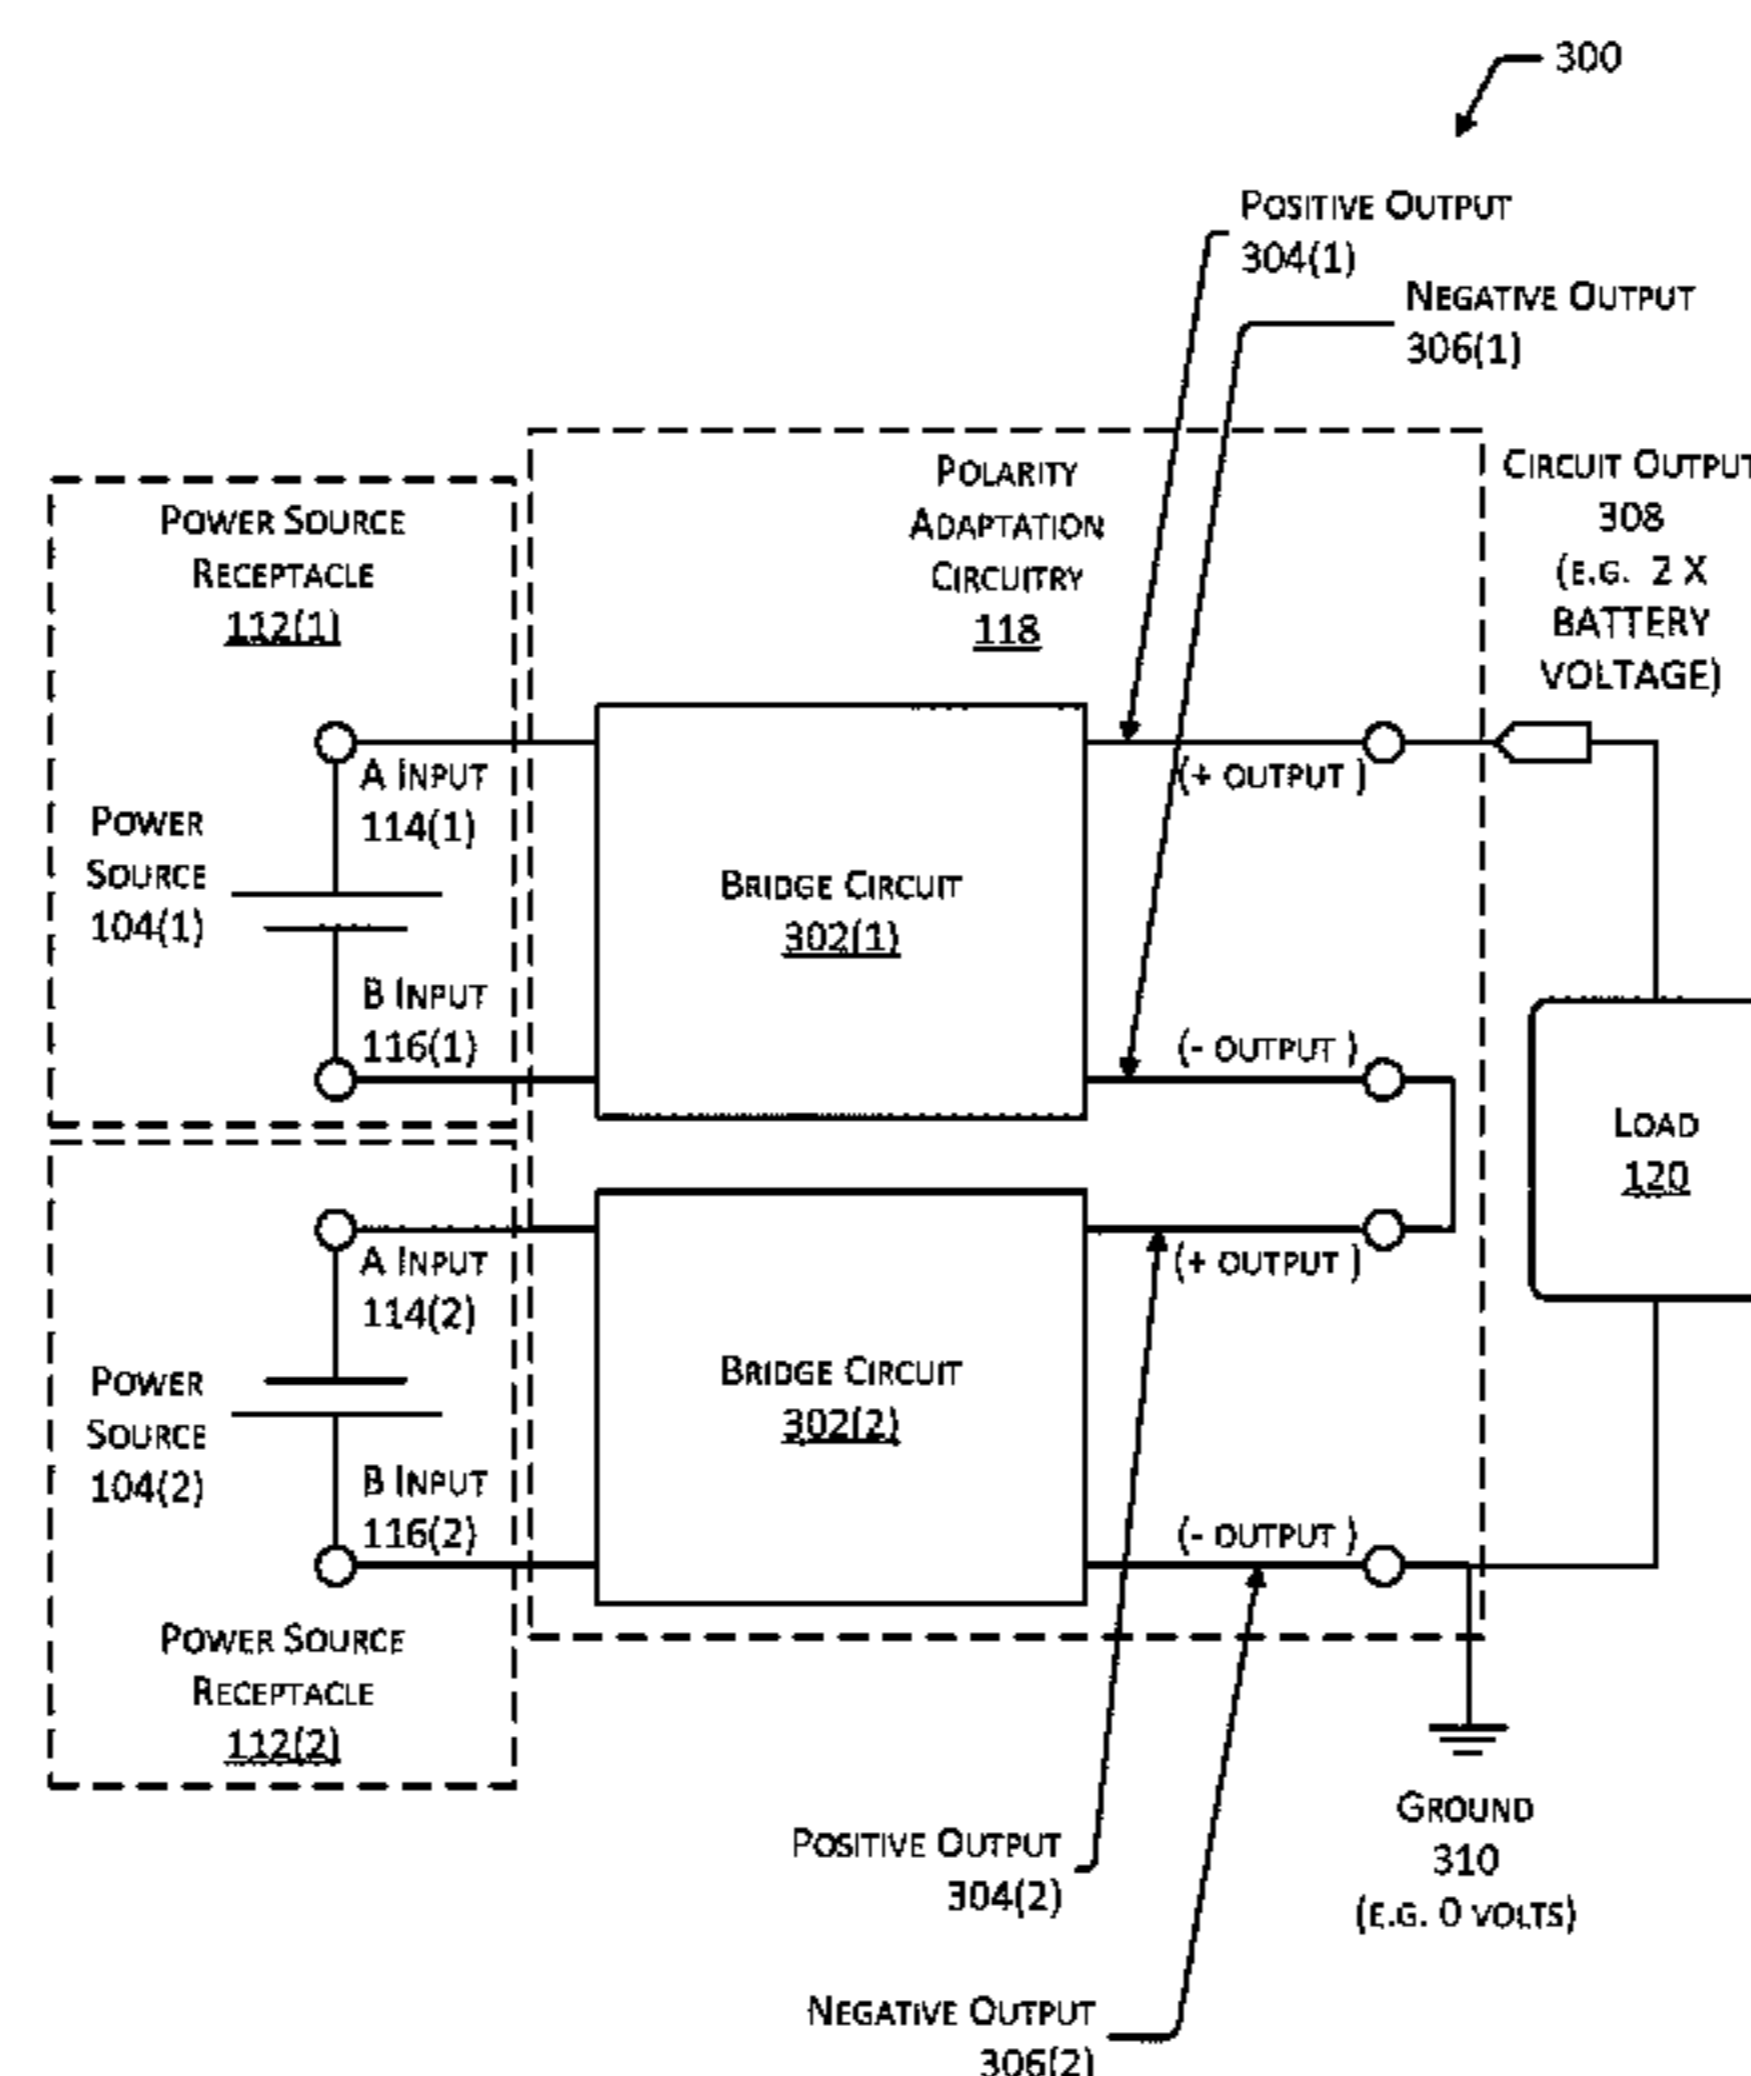 300
POSITIVE OUTPUT
304(1)
NEGATIVE OUTPUT
306(1)
POWER SOURCE
RECEPTACLE
112(1)
POLARITY
ADAPTATION
CIRCUITRY
118
CIRCUIT OUTPUT
308
(E.G. 2 X
BATTERY
VOLTAGE)
A INPUT
114(1)
POWER
SOURCE
104(1)
B INPUT
116(1)
BRIDGE CIRCUIT
302(1)
(+ OUTPUT )
(- OUTPUT )
LOAD
120
A INPUT
114(2)
POWER
SOURCE
104(2)
B INPUT
116(2)
BRIDGE CIRCUIT
302(2)
(+ OUTPUT )
(- OUTPUT )
POWER SOURCE
RECEPTACLE
112(2)
GROUND
310
(E.G. 0 VOLTS)
POSITIVE OUTPUT
304(2)
NEGATIVE OUTPUT
306(2)